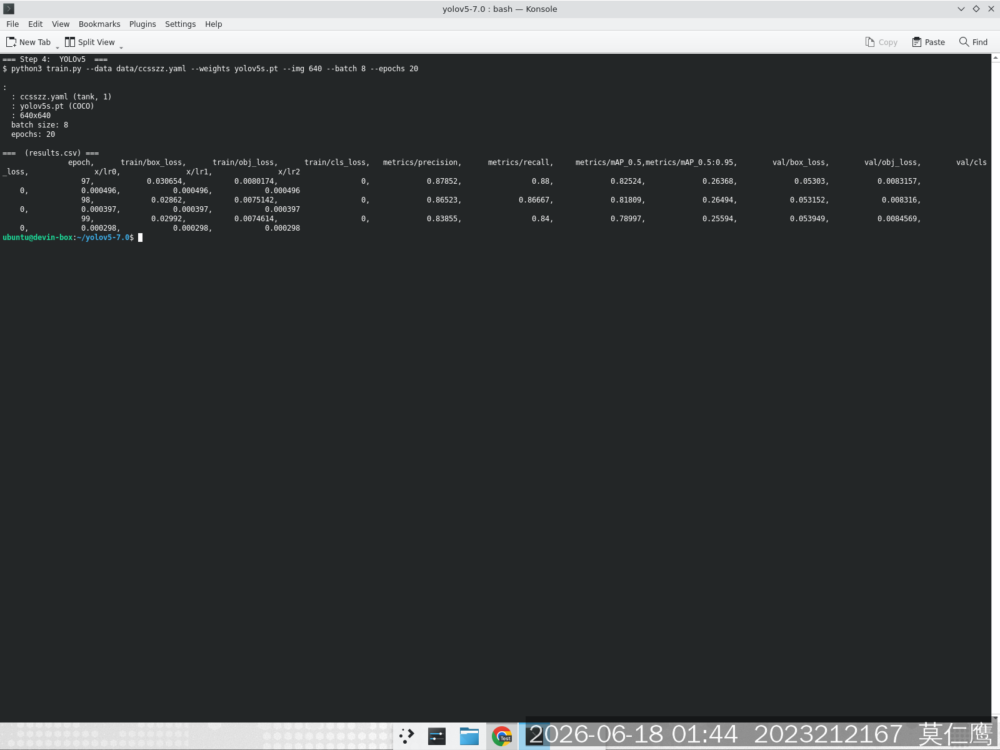 yolov5-7.0 : bash — Konsole
File Edit View Bookmarks Plugins Settings Help
New Tab Split View Copy Paste Find
=== Step 4:  YOLOv5  ===
$ python3 train.py --data data/ccsszz.yaml --weights yolov5s.pt --img 640 --batch 8 --epochs 20
:
: ccsszz.yaml (tank, 1)
: yolov5s.pt (COCO)
: 640x640
batch size: 8
epochs: 20
===  (results.csv) ===
epoch, train/box_loss, train/obj_loss, train/cls_loss, metrics/precision, metrics/recall, metrics/mAP_0.5,metrics/mAP_0.5:0.95, val/box_loss, val/obj_loss, val/cls
_loss, x/lr0, x/lr1, x/lr2
97, 0.030654, 0.0080174, 0, 0.87852, 0.88, 0.82524, 0.26368, 0.05303, 0.0083157,
0, 0.000496, 0.000496, 0.000496
98, 0.02862, 0.0075142, 0, 0.86523, 0.86667, 0.81809, 0.26494, 0.053152, 0.008316,
0, 0.000397, 0.000397, 0.000397
99, 0.02992, 0.0074614, 0, 0.83855, 0.84, 0.78997, 0.25594, 0.053949, 0.0084569,
0, 0.000298, 0.000298, 0.000298
ubuntu@devin-box:~/yolov5-7.0$
Test
2026-06-18 01:44 2023212167 莫仁鹰